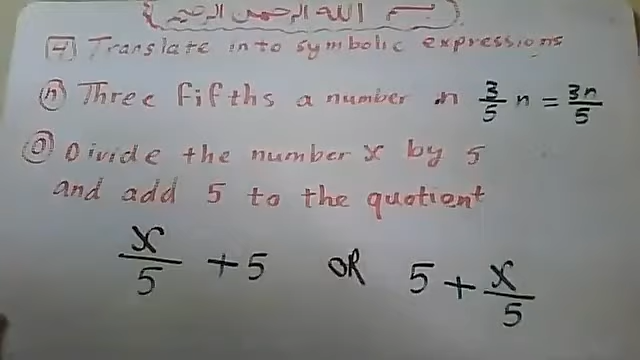 {بسم الله الرحمن الرحيم}
[4] Translate into symbolic expressions
(n) Three fifths a number n 3/5 n = 3n/5
(o) Divide the number x by 5
and add 5 to the quotient
x/5 + 5 OR 5 + x/5